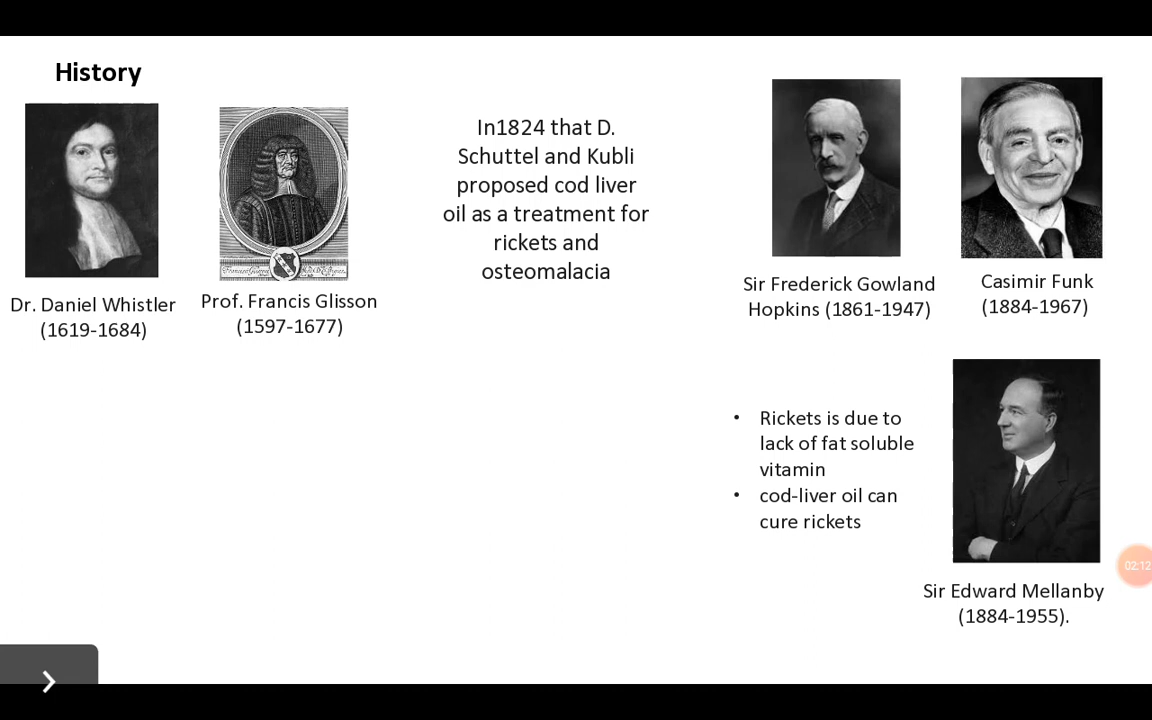 History
Dr. Daniel Whistler
(1619-1684)
Prof. Francis Glisson
(1597-1677)
In1824 that D.
Schuttel and Kubli
proposed cod liver
oil as a treatment for
rickets and
osteomalacia
Sir Frederick Gowland
Hopkins (1861-1947)
Casimir Funk
(1884-1967)
• Rickets is due to
lack of fat soluble
vitamin
• cod-liver oil can
cure rickets
Sir Edward Mellanby
(1884-1955).
02:12